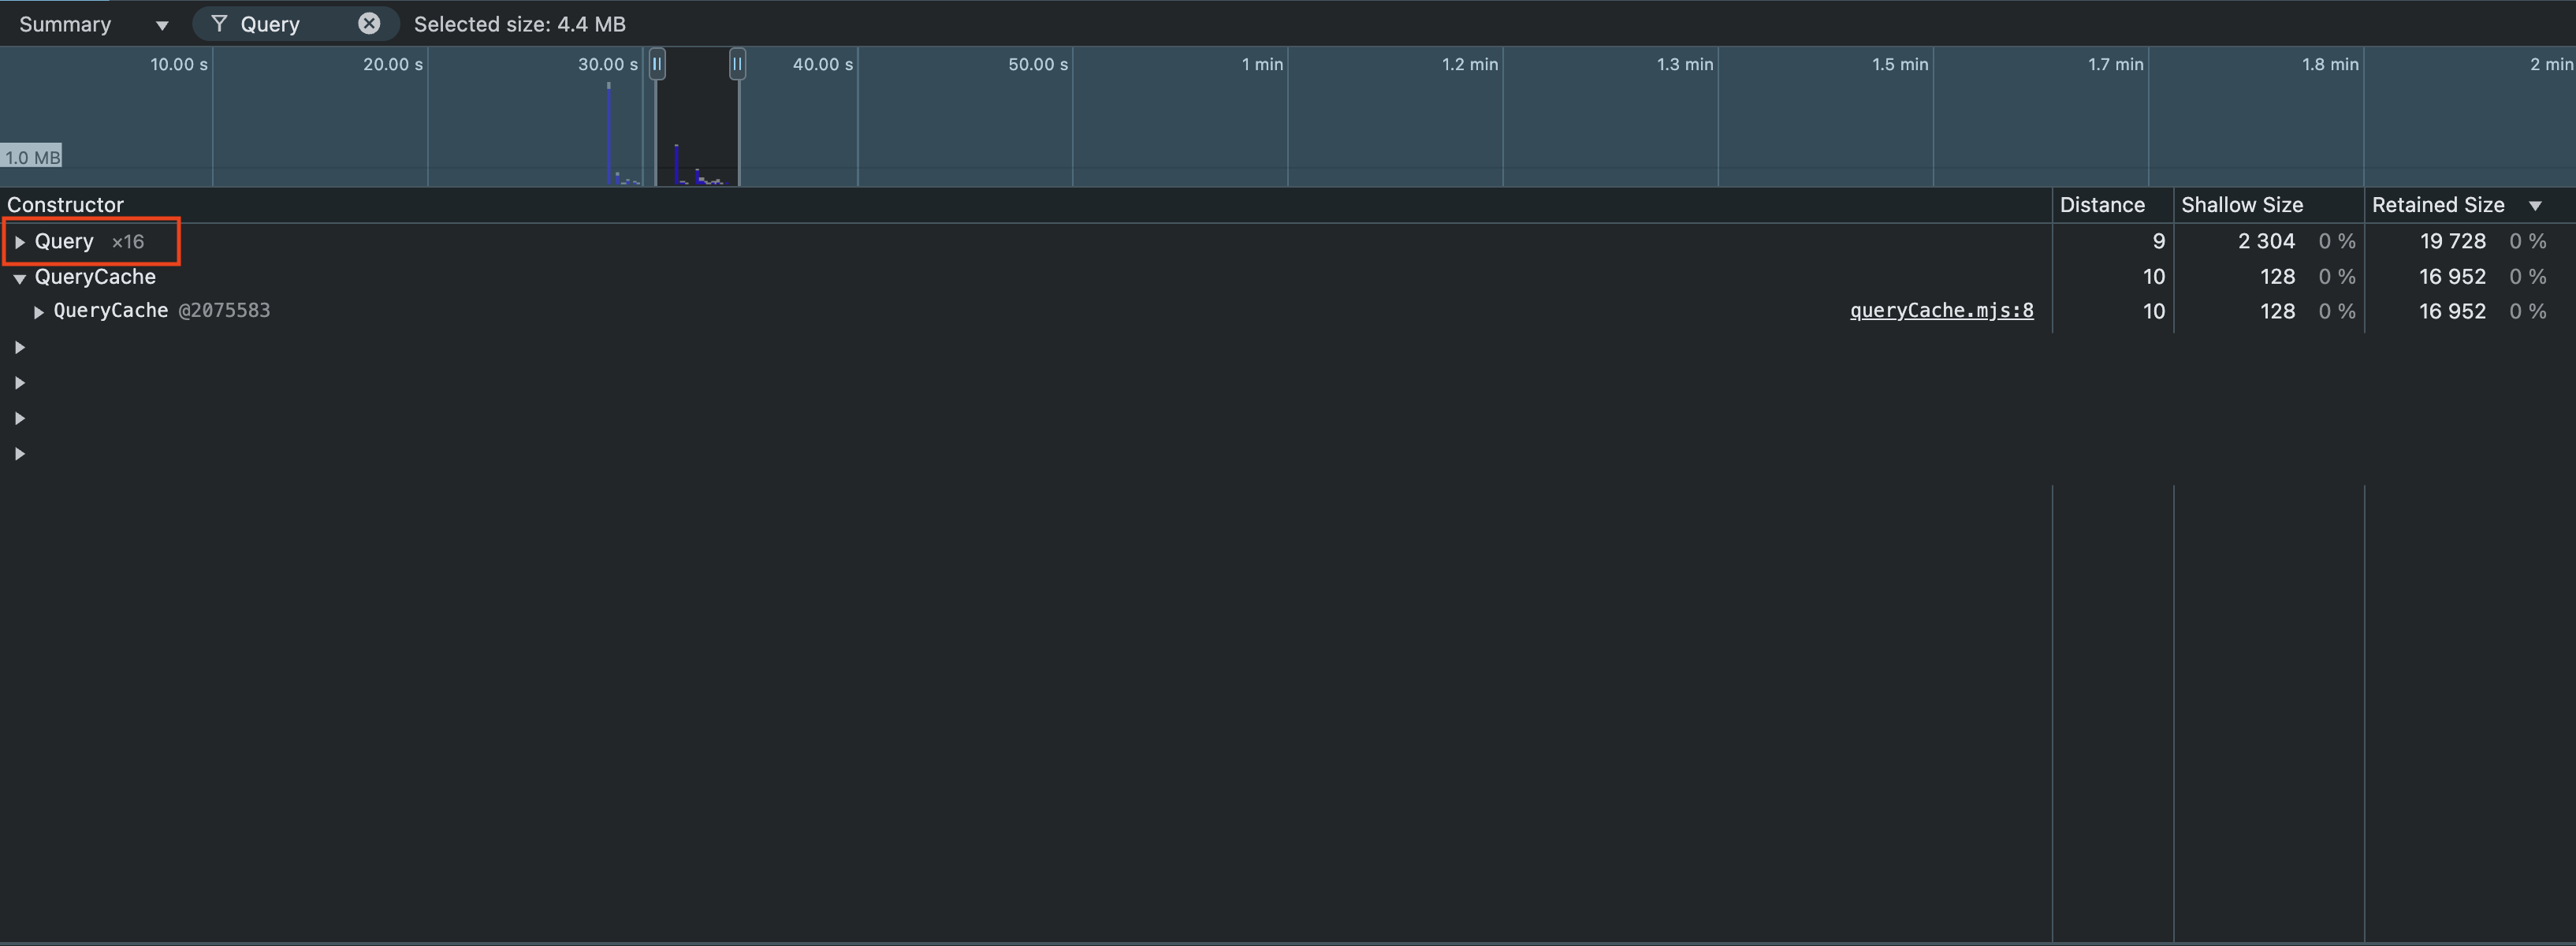 Summary Query Selected size: 4.4 MB
10.00 s 20.00 s 30.00 s 40.00 s 50.00 s 1 min 1.2 min 1.3 min 1.5 min 1.7 min 1.8 min 2 min
1.0 MB
Constructor Distance Shallow Size Retained Size
Query ×16 9 2 304 0 % 19 728 0 %
QueryCache 10 128 0 % 16 952 0 %
QueryCache @2075583 queryCache.mjs:8 10 128 0 % 16 952 0 %